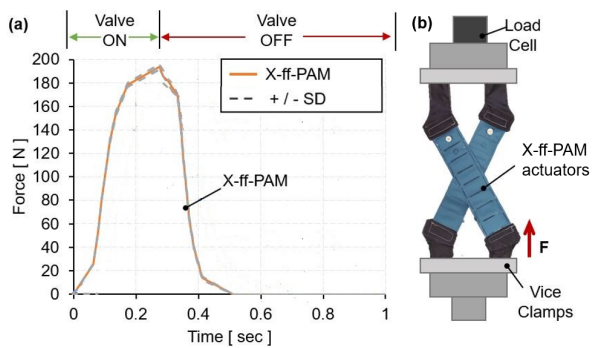 (a)
Valve
ON
Valve
OFF
Force [ N ]
200
180
160
140
120
100
80
60
40
20
0
X-ff-PAM
+ / - SD
X-ff-PAM
0
0.2
0.4
0.6
0.8
1
Time [ sec ]
(b)
Load
Cell
X-ff-PAM
actuators
F
Vice
Clamps